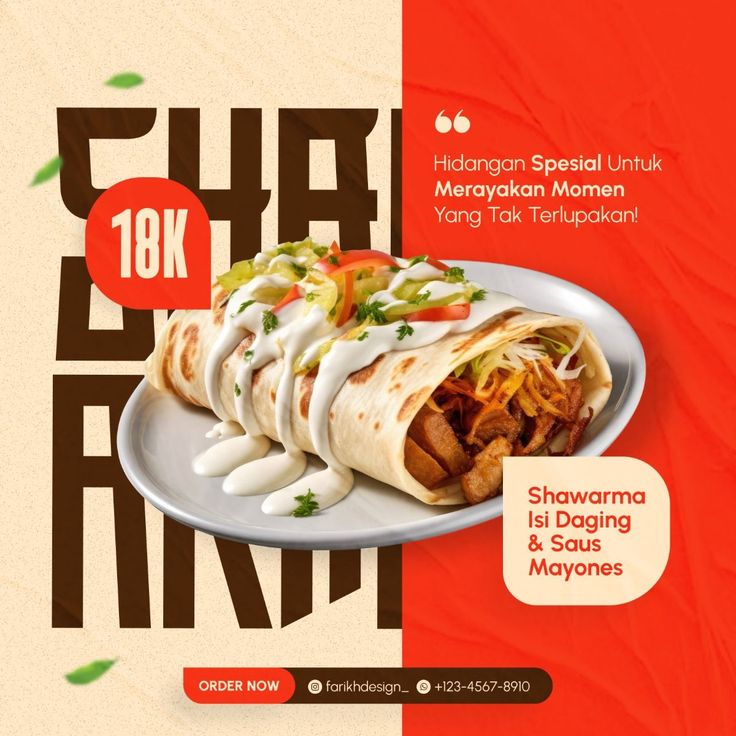 SHA
18K
“
Hidangan Spesial Untuk
Merayakan Momen
Yang Tak Terlupakan!
Shawarma
Isi Daging
& Saus
Mayones
ORDER NOW
farikhdesign_
+123-4567-8910